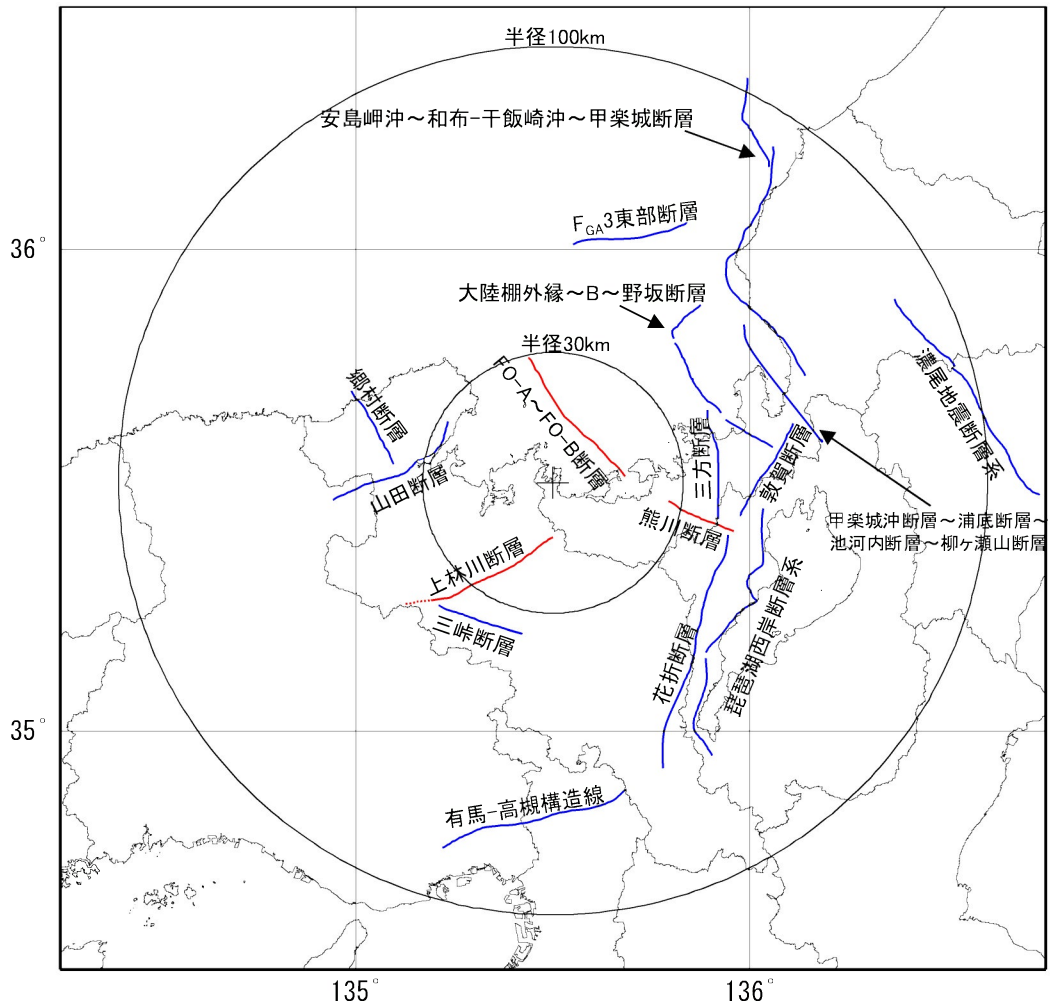 半径100km
安島岬沖～和布-干飯崎沖～甲楽城断層
FGA3東部断層
36°
大陸棚外縁～B～野坂断層
半径30km
FO-A～FO-B断層
郷村断層
濃尾地震断層系
三方断層
敦賀断層
山田断層
熊川断層
甲楽城沖断層～浦底断層～
池河内断層～柳ヶ瀬山断層
上林川断層
三峠断層
花折断層
琵琶湖西岸断層系
35°
有馬-高槻構造線
135°
136°